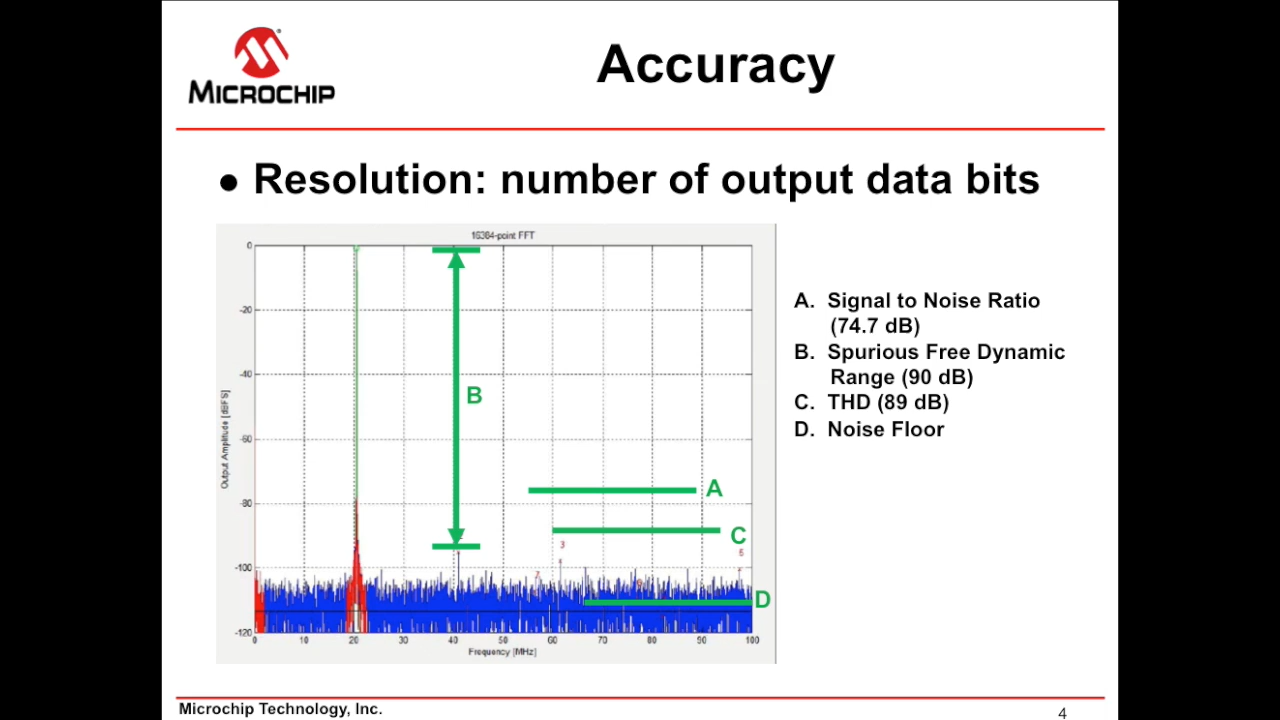 MICROCHIP
Accuracy
● Resolution: number of output data bits
16384-point FFT
0
-20
-40
-60
-80
-100
-120
Output Amplitude [dBFS]
B
A
C
D
3
6
7
0 10 20 30 40 50 60 70 80 90 100
Frequency [MHz]
A. Signal to Noise Ratio
(74.7 dB)
B. Spurious Free Dynamic
Range (90 dB)
C. THD (89 dB)
D. Noise Floor
Microchip Technology, Inc.
4